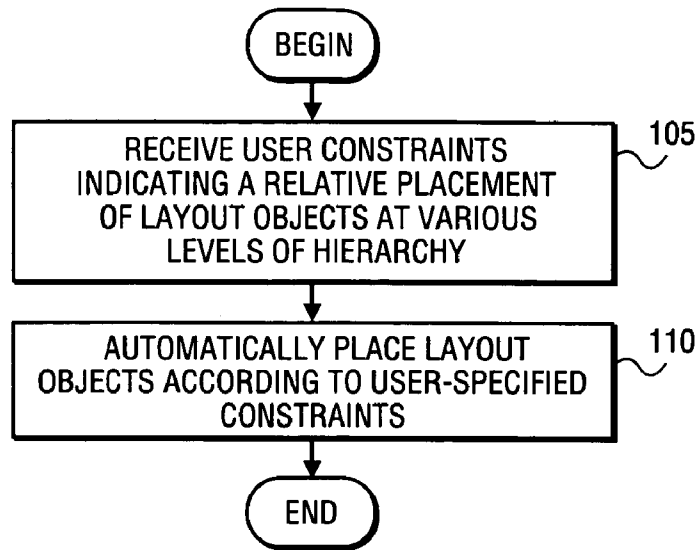 BEGIN
105
RECEIVE USER CONSTRAINTS
INDICATING A RELATIVE PLACEMENT
OF LAYOUT OBJECTS AT VARIOUS
LEVELS OF HIERARCHY
110
AUTOMATICALLY PLACE LAYOUT
OBJECTS ACCORDING TO USER-SPECIFIED
CONSTRAINTS
END